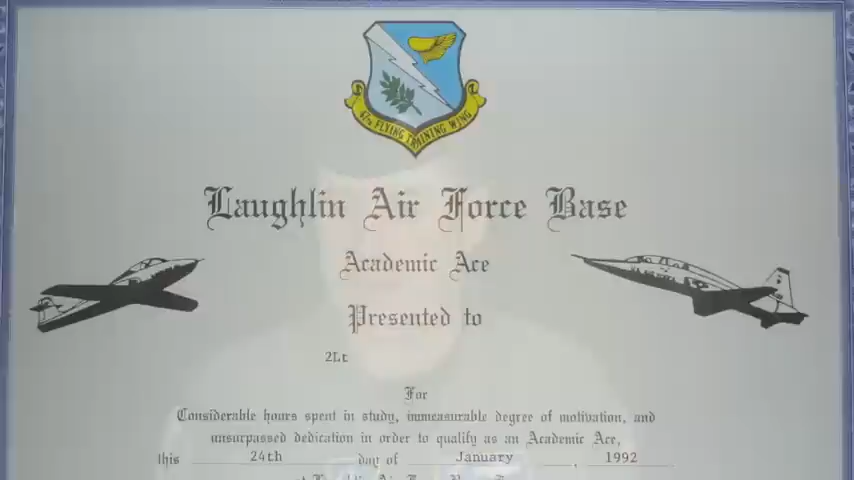 47th FLYING TRAINING WING
Laughlin Air Force Base
Academic Ace
Presented to
2Lt
For
Considerable hours spent in study, immeasurable degree of motivation, and
unsurpassed dedication in order to qualify as an Academic Ace,
this 24th day of January, 1992